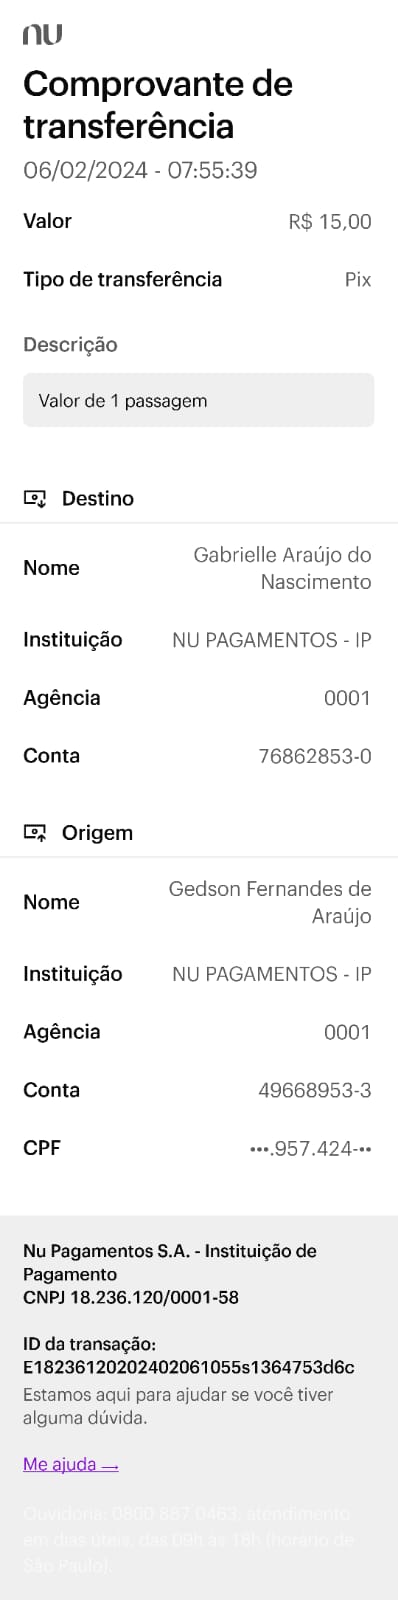 nu
Comprovante de
transferência
06/02/2024 - 07:55:39
Valor R$ 15,00
Tipo de transferência Pix
Descrição
Valor de 1 passagem
Destino
Nome Gabrielle Araújo do
Nascimento
Instituição NU PAGAMENTOS - IP
Agência 0001
Conta 76862853-0
Origem
Nome Gedson Fernandes de
Araújo
Instituição NU PAGAMENTOS - IP
Agência 0001
Conta 49668953-3
CPF •••.957.424-••
Nu Pagamentos S.A. - Instituição de
Pagamento
CNPJ 18.236.120/0001-58
ID da transação:
E18236120202402061055s1364753d6c
Estamos aqui para ajudar se você tiver
alguma dúvida.
Me ajuda →
Ouvidoria: 0800 887 0463, atendimento
em dias úteis, das 09h às 18h (horário de
São Paulo).